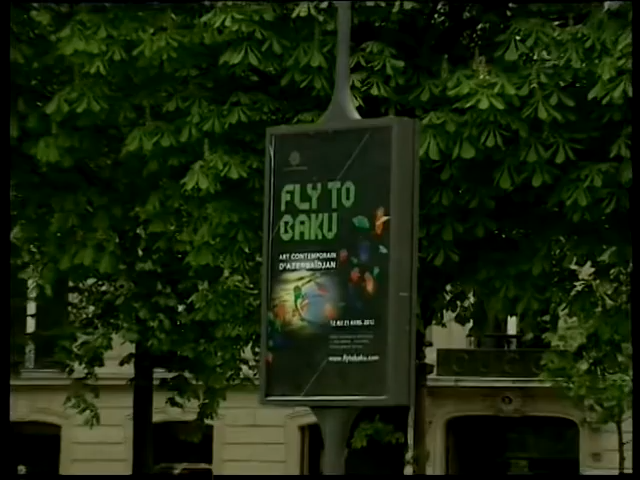 FLY TO
BAKU
ART CONTEMPORAIN
D'AZERBAÏDJAN
www.flytobaku.com